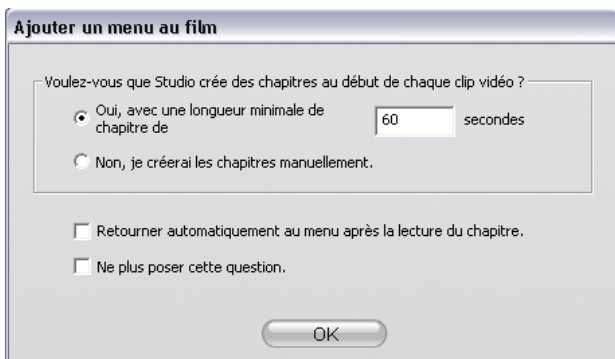 Ajouter un menu au film
Voulez-vous que Studio crée des chapitres au début de chaque clip vidéo ?
Oui, avec une longueur minimale de
chapitre de
60 secondes
Non, je créerai les chapitres manuellement.
Retourner automatiquement au menu après la lecture du chapitre.
Ne plus poser cette question.
OK